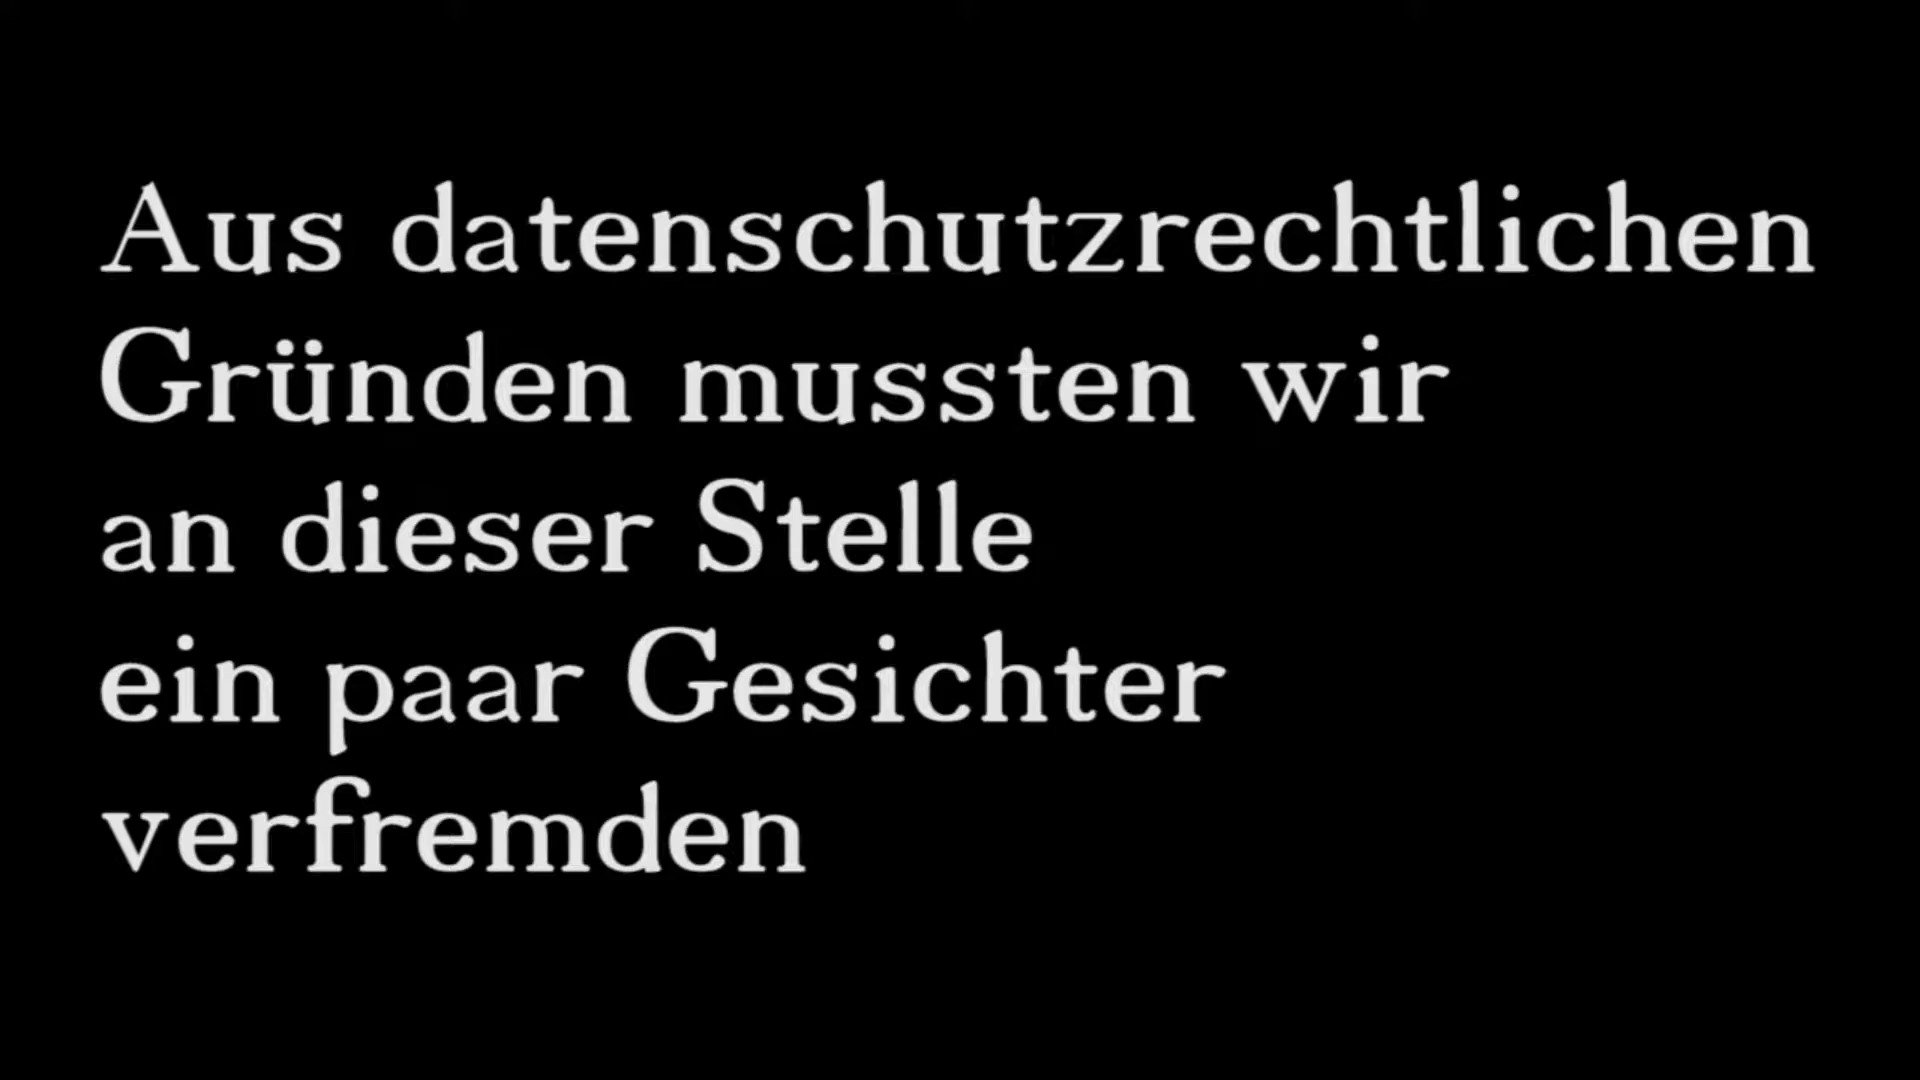 Aus datenschutzrechtlichen
Gründen mussten wir
an dieser Stelle
ein paar Gesichter
verfremden